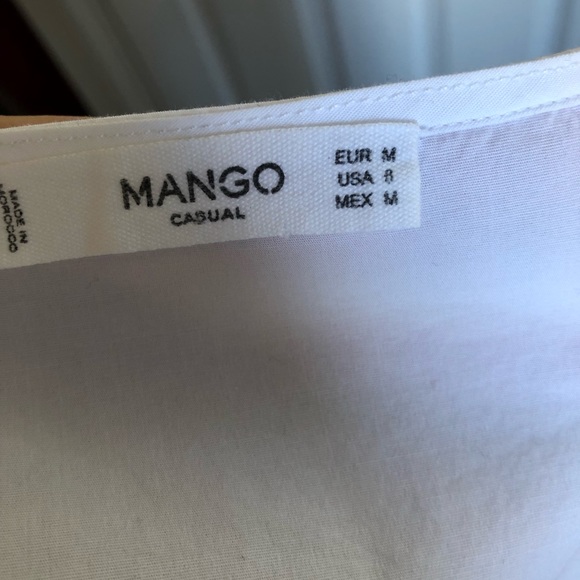 MADE IN
MOROCCO
MANGO
CASUAL
EUR M
USA 8
MEX M